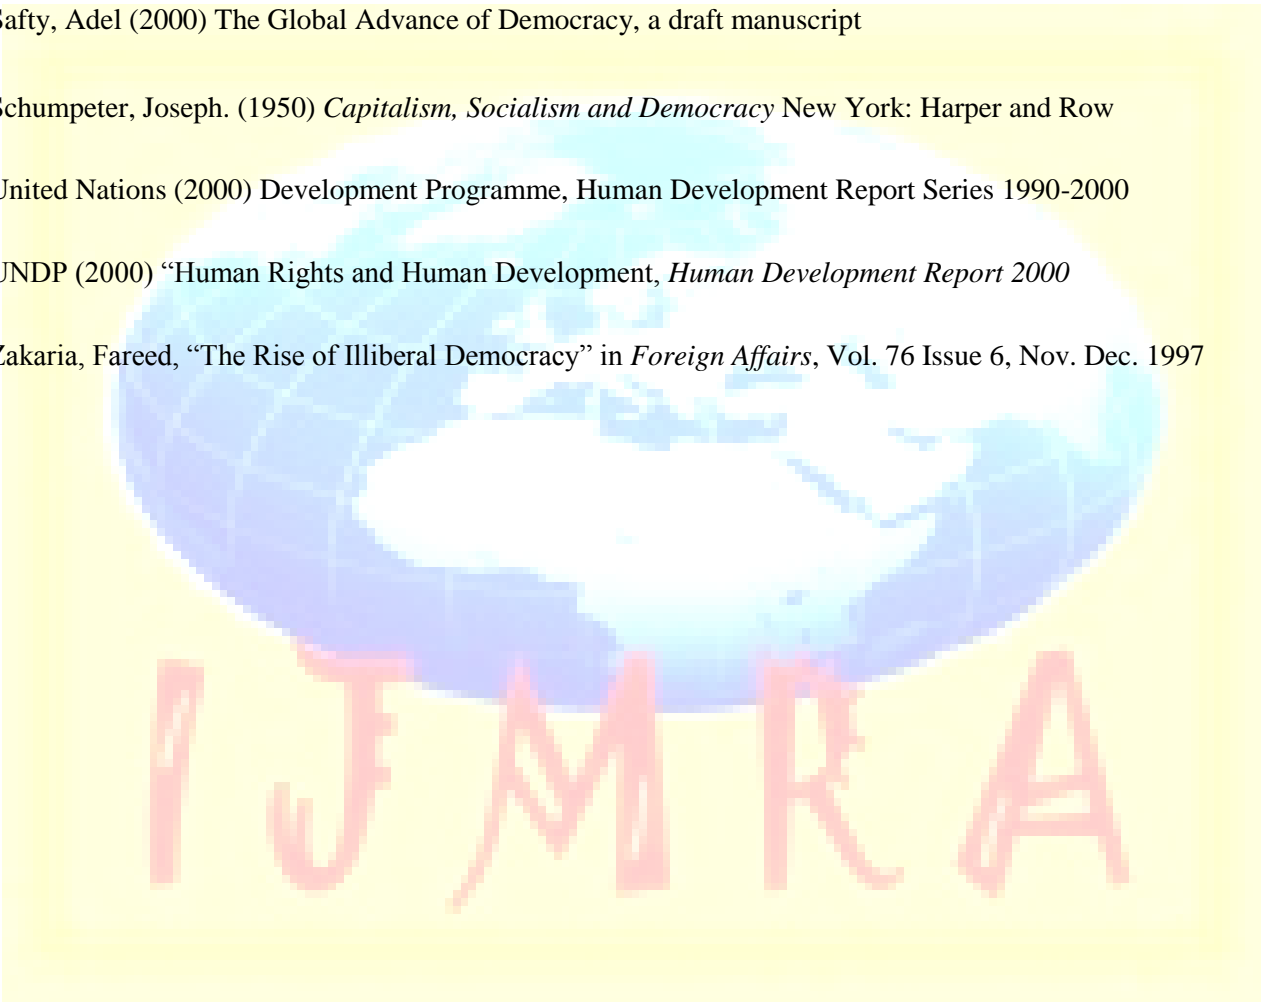 Safty, Adel (2000) The Global Advance of Democracy, a draft manuscript
Schumpeter, Joseph. (1950) Capitalism, Socialism and Democracy New York: Harper and Row
United Nations (2000) Development Programme, Human Development Report Series 1990-2000
UNDP (2000) “Human Rights and Human Development, Human Development Report 2000
Zakaria, Fareed, “The Rise of Illiberal Democracy” in Foreign Affairs, Vol. 76 Issue 6, Nov. Dec. 1997
IJMRA